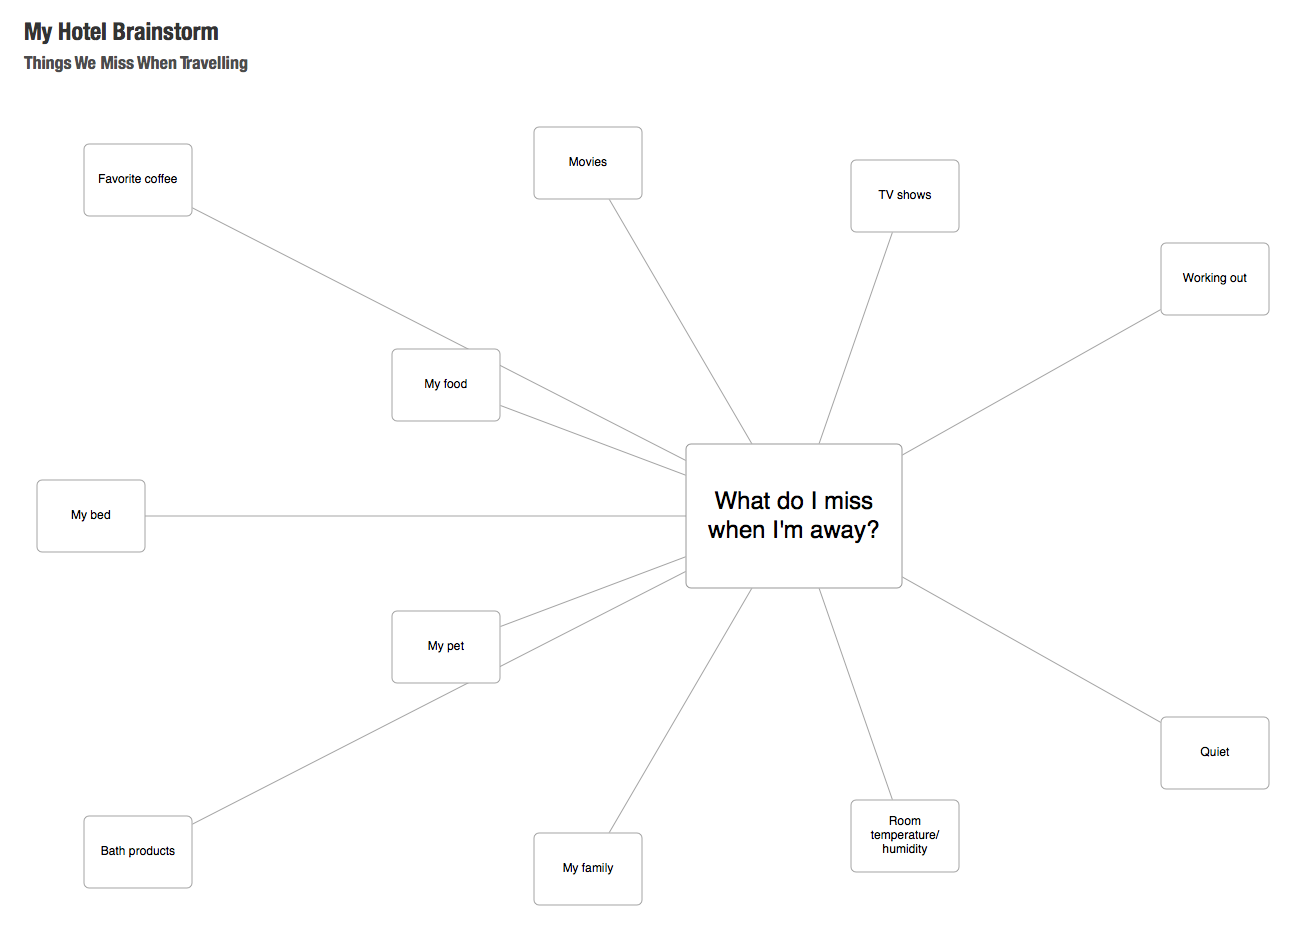 My Hotel Brainstorm
Things We Miss When Travelling
Movies
Favorite coffee
TV shows
Working out
My food
What do I miss
when I'm away?
My bed
My pet
Quiet
Room
temperature/
humidity
Bath products
My family